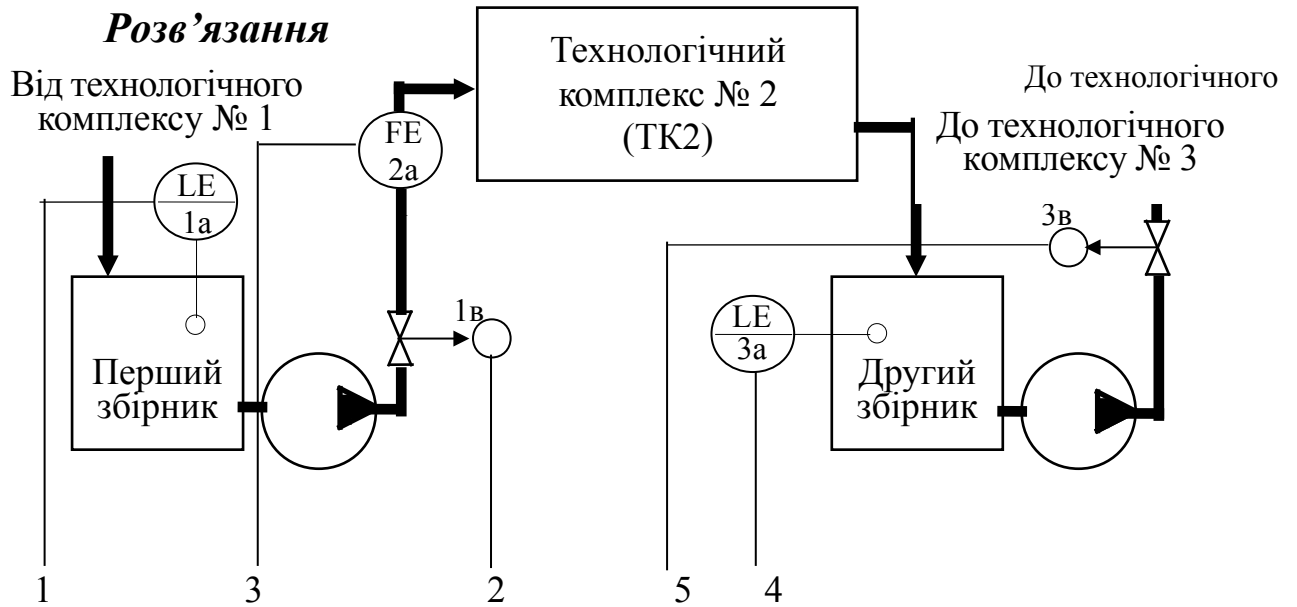 Розв’язання
Від технологічного
комплексу № 1
Технологічний
комплекс № 2
(ТК2)
До технологічного
До технологічного
комплексу № 3
FE
2а
LE
1а
3в
1в
LE
3а
Перший
збірник
Другий
збірник
1
3
2
5
4